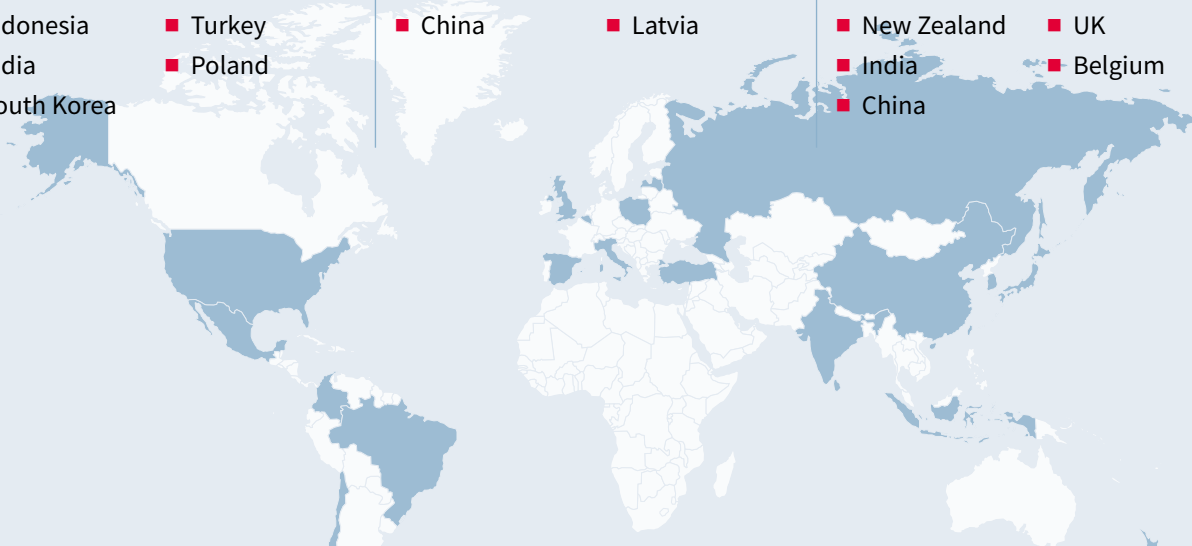 donesia
Turkey
China
Latvia
New Zealand
UK
dia
Poland
India
Belgium
outh Korea
China